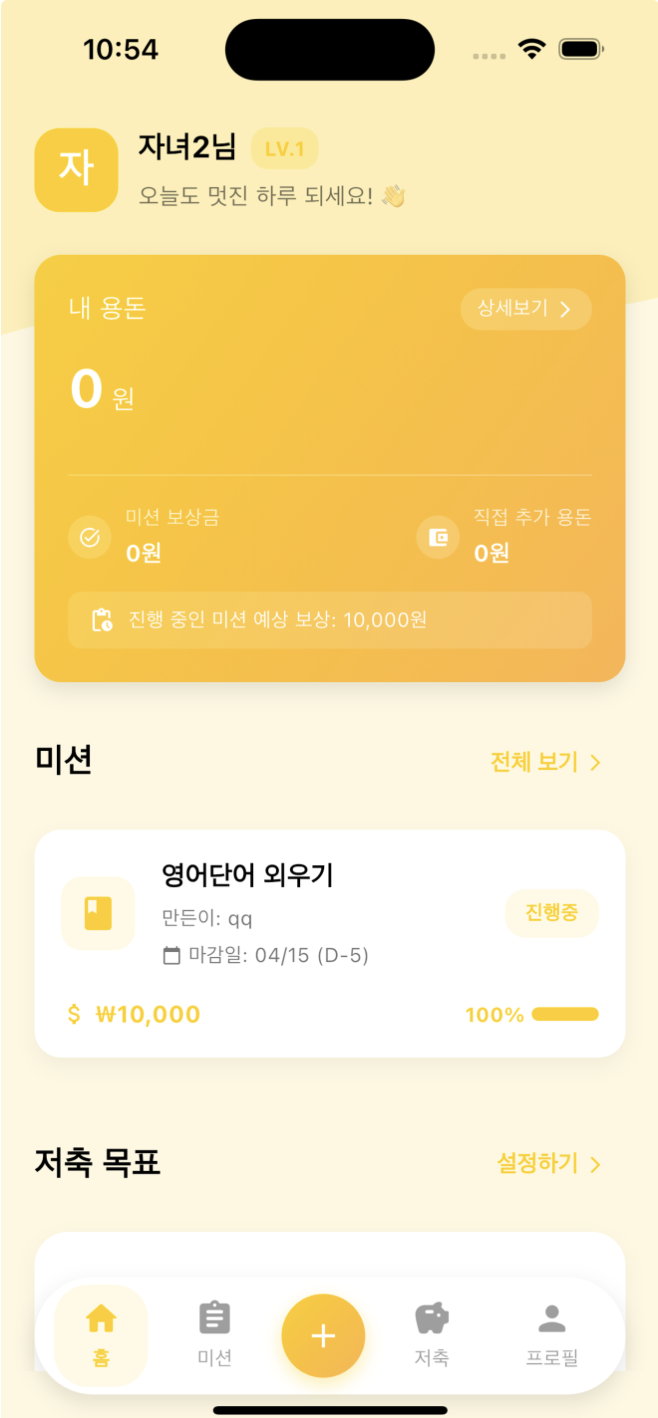 10:54
자
자녀2님 LV.1
오늘도 멋진 하루 되세요! 👋
내 용돈 상세보기
0 원
미션 보상금 직접 추가 용돈
0원 0원
진행 중인 미션 예상 보상: 10,000원
미션 전체 보기
영어단어 외우기
만든이: qq
진행중
마감일: 04/15 (D-5)
$ ₩10,000 100%
저축 목표 설정하기
+
홈 미션 저축 프로필